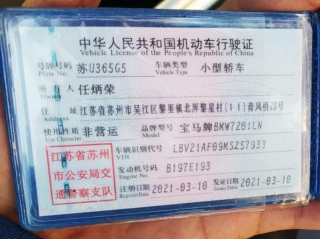 中华人民共和国机动车行驶证
Vehicle License of the People's Republic of China
号牌号码 苏U365G5 车辆类型 小型轿车
Plate No. Vehicle Type
所有人 任炳荣
Owner
住址 江苏省苏州市吴江区黎里镇北厍黎星村(11)青风桥28号
Address
使用性质 非营运 品牌型号 宝马牌BMW7201LN
Use Character Model
江苏省苏州市公安局交通警察支队
车辆识别代号 LBV21AF09MSZ57933
VIN
发动机号码 B197E193
Engine No.
注册日期 2021-03-10 发证日期 2021-03-10
Register Date Issue Date